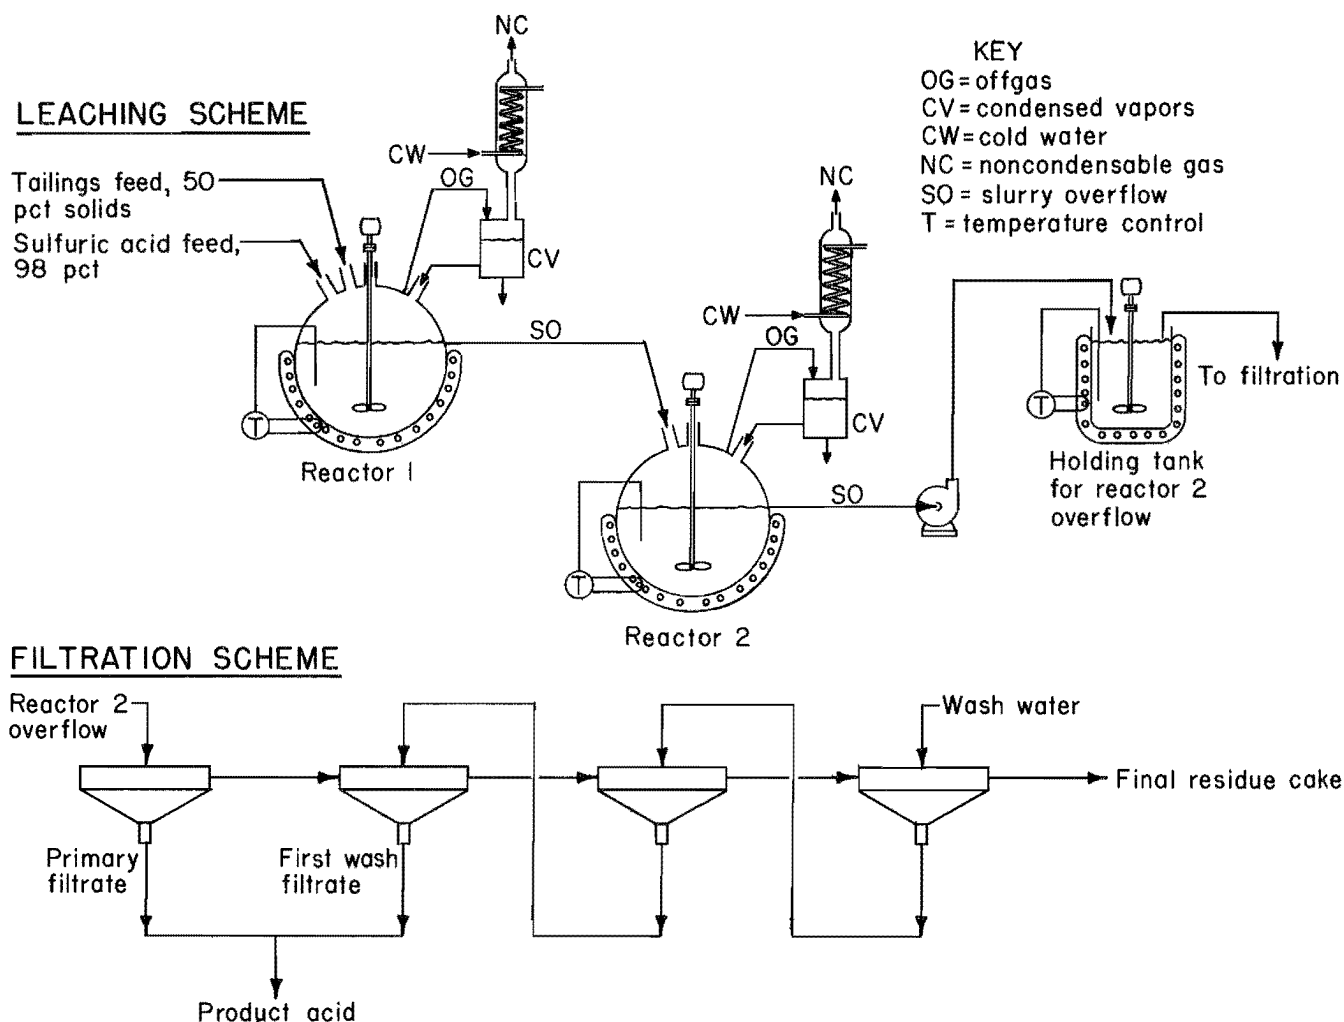 LEACHING SCHEME
Tailings feed, 50
pct solids
Sulfuric acid feed,
98 pct
NC
CW
OG
CV
T
Reactor 1
SO
NC
CW
OG
CV
T
Reactor 2
SO
KEY
OG = offgas
CV = condensed vapors
CW = cold water
NC = noncondensable gas
SO = slurry overflow
T = temperature control
T
To filtration
Holding tank
for reactor 2
overflow
FILTRATION SCHEME
Reactor 2
overflow
Wash water
Final residue cake
Primary
filtrate
First wash
filtrate
Product acid